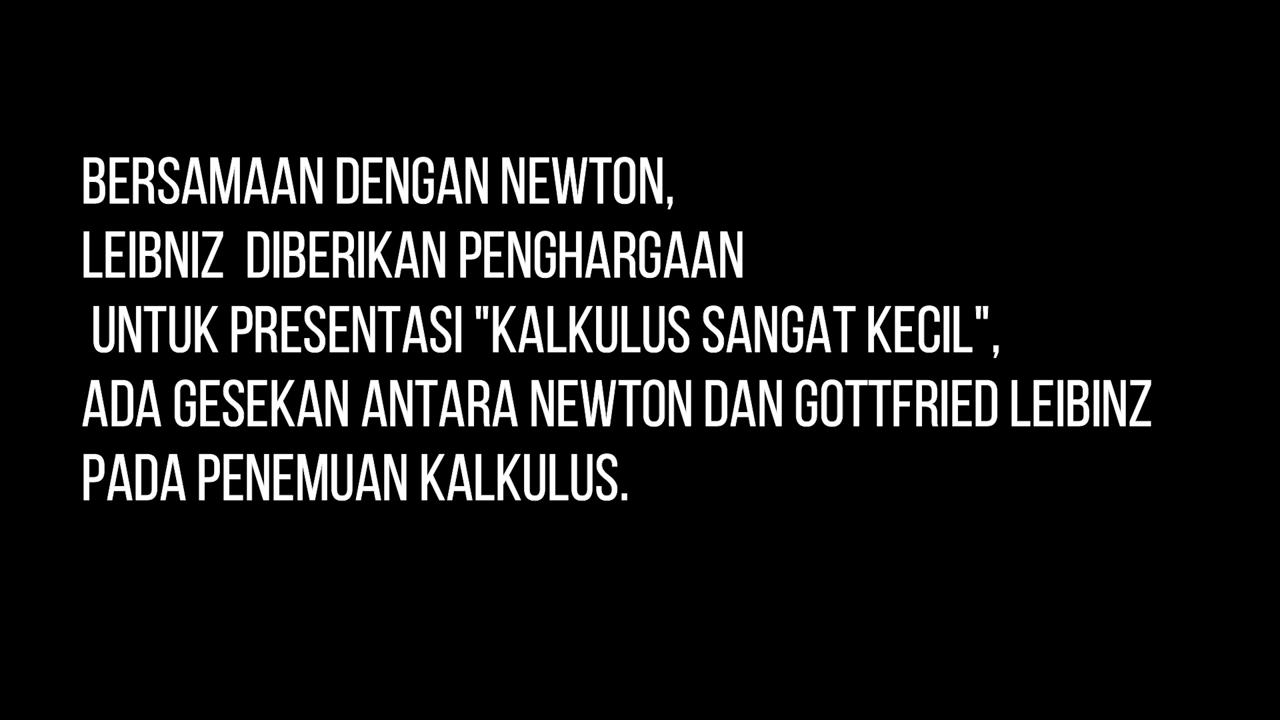 BERSAMAAN DENGAN NEWTON,
LEIBNIZ  DIBERIKAN PENGHARGAAN
UNTUK PRESENTASI "KALKULUS SANGAT KECIL",
ADA GESEKAN ANTARA NEWTON DAN GOTTFRIED LEIBINZ
PADA PENEMUAN KALKULUS.